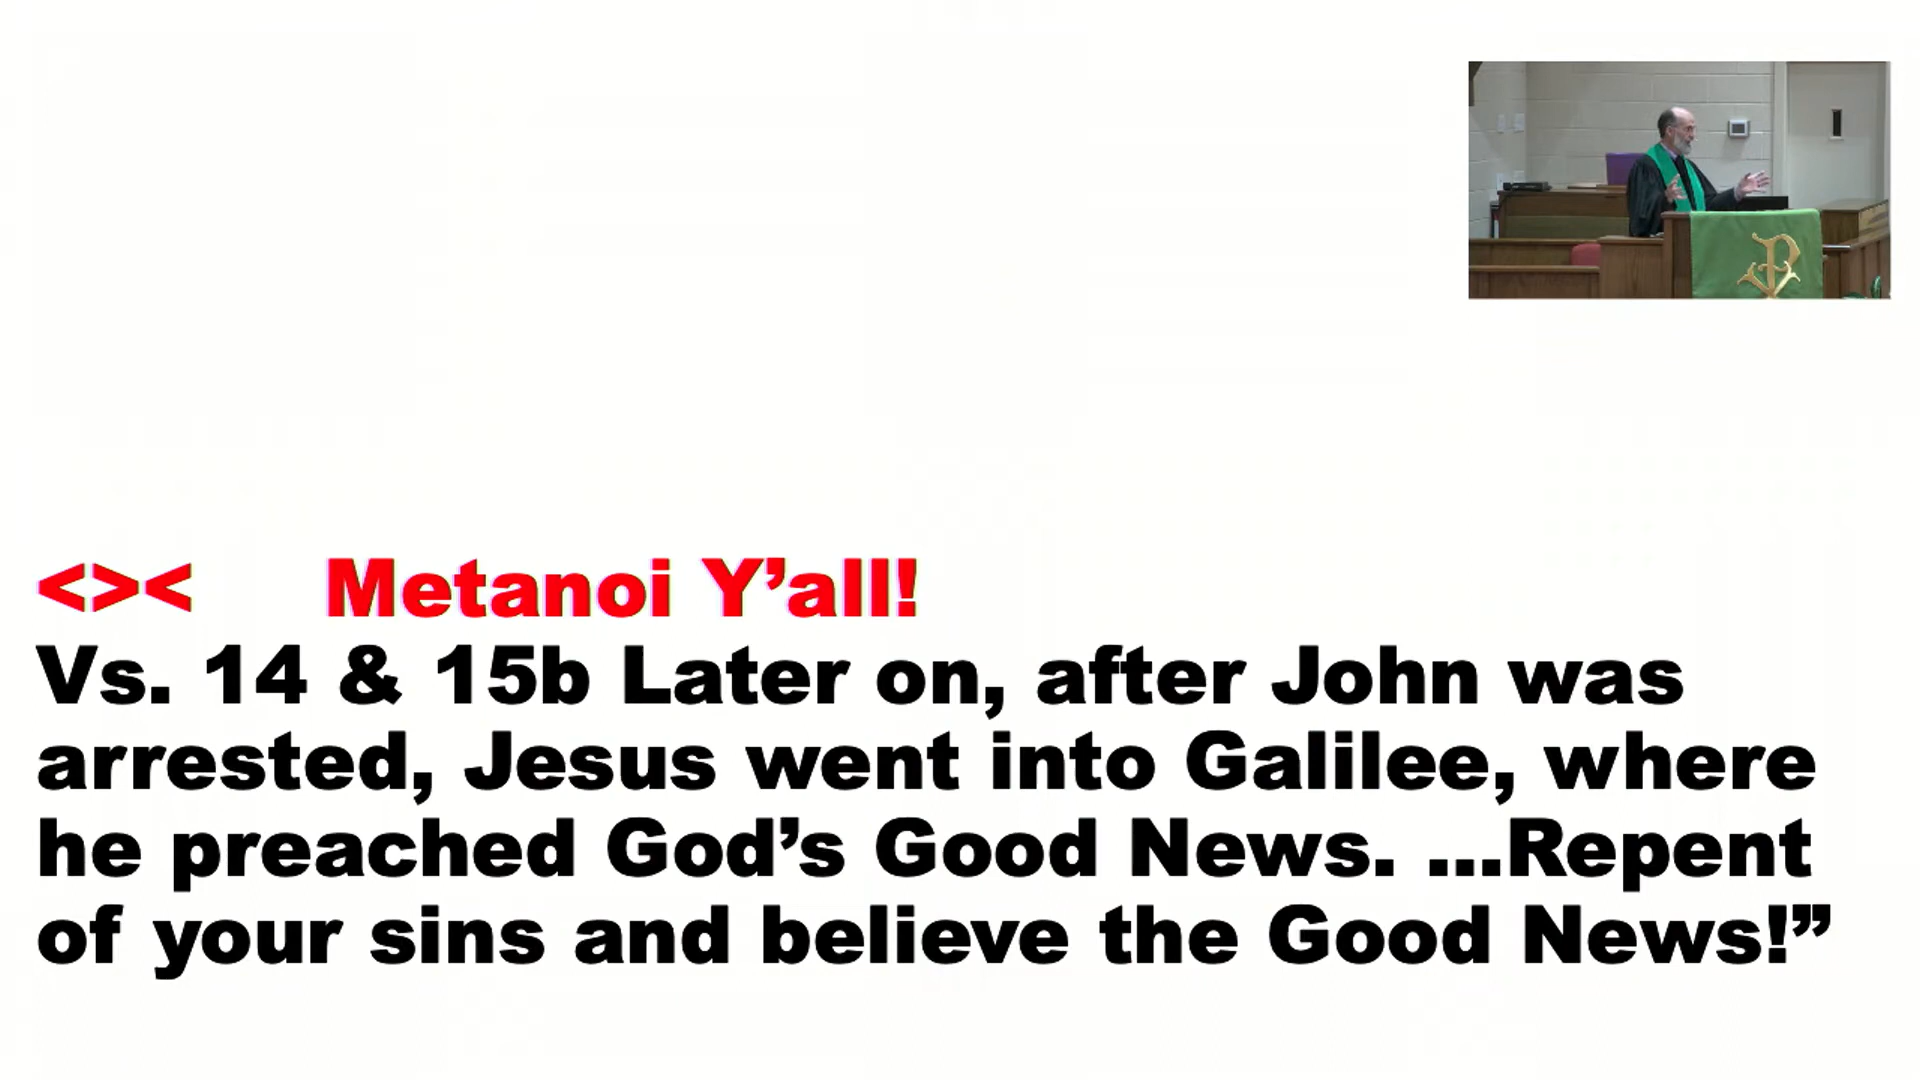 <>< Metanoi Y’all!
Vs. 14 & 15b Later on, after John was
arrested, Jesus went into Galilee, where
he preached God’s Good News. ...Repent
of your sins and believe the Good News!”